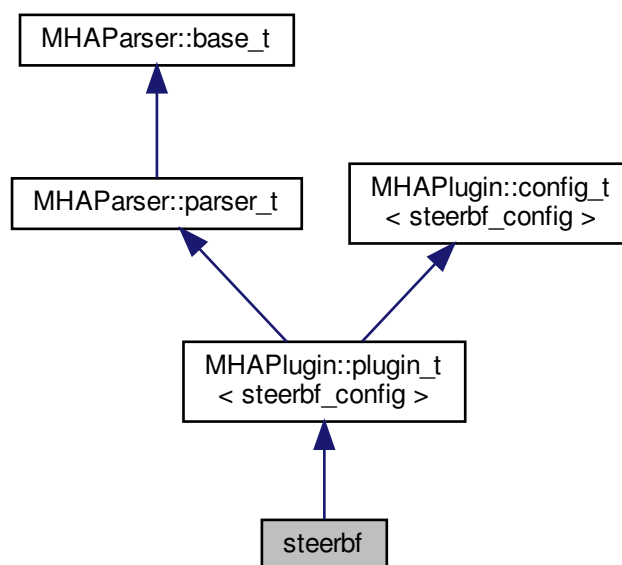 MHAParser::base_t
MHAParser::parser_t
MHAPlugin::config_t
< steerbf_config >
MHAPlugin::plugin_t
< steerbf_config >
steerbf